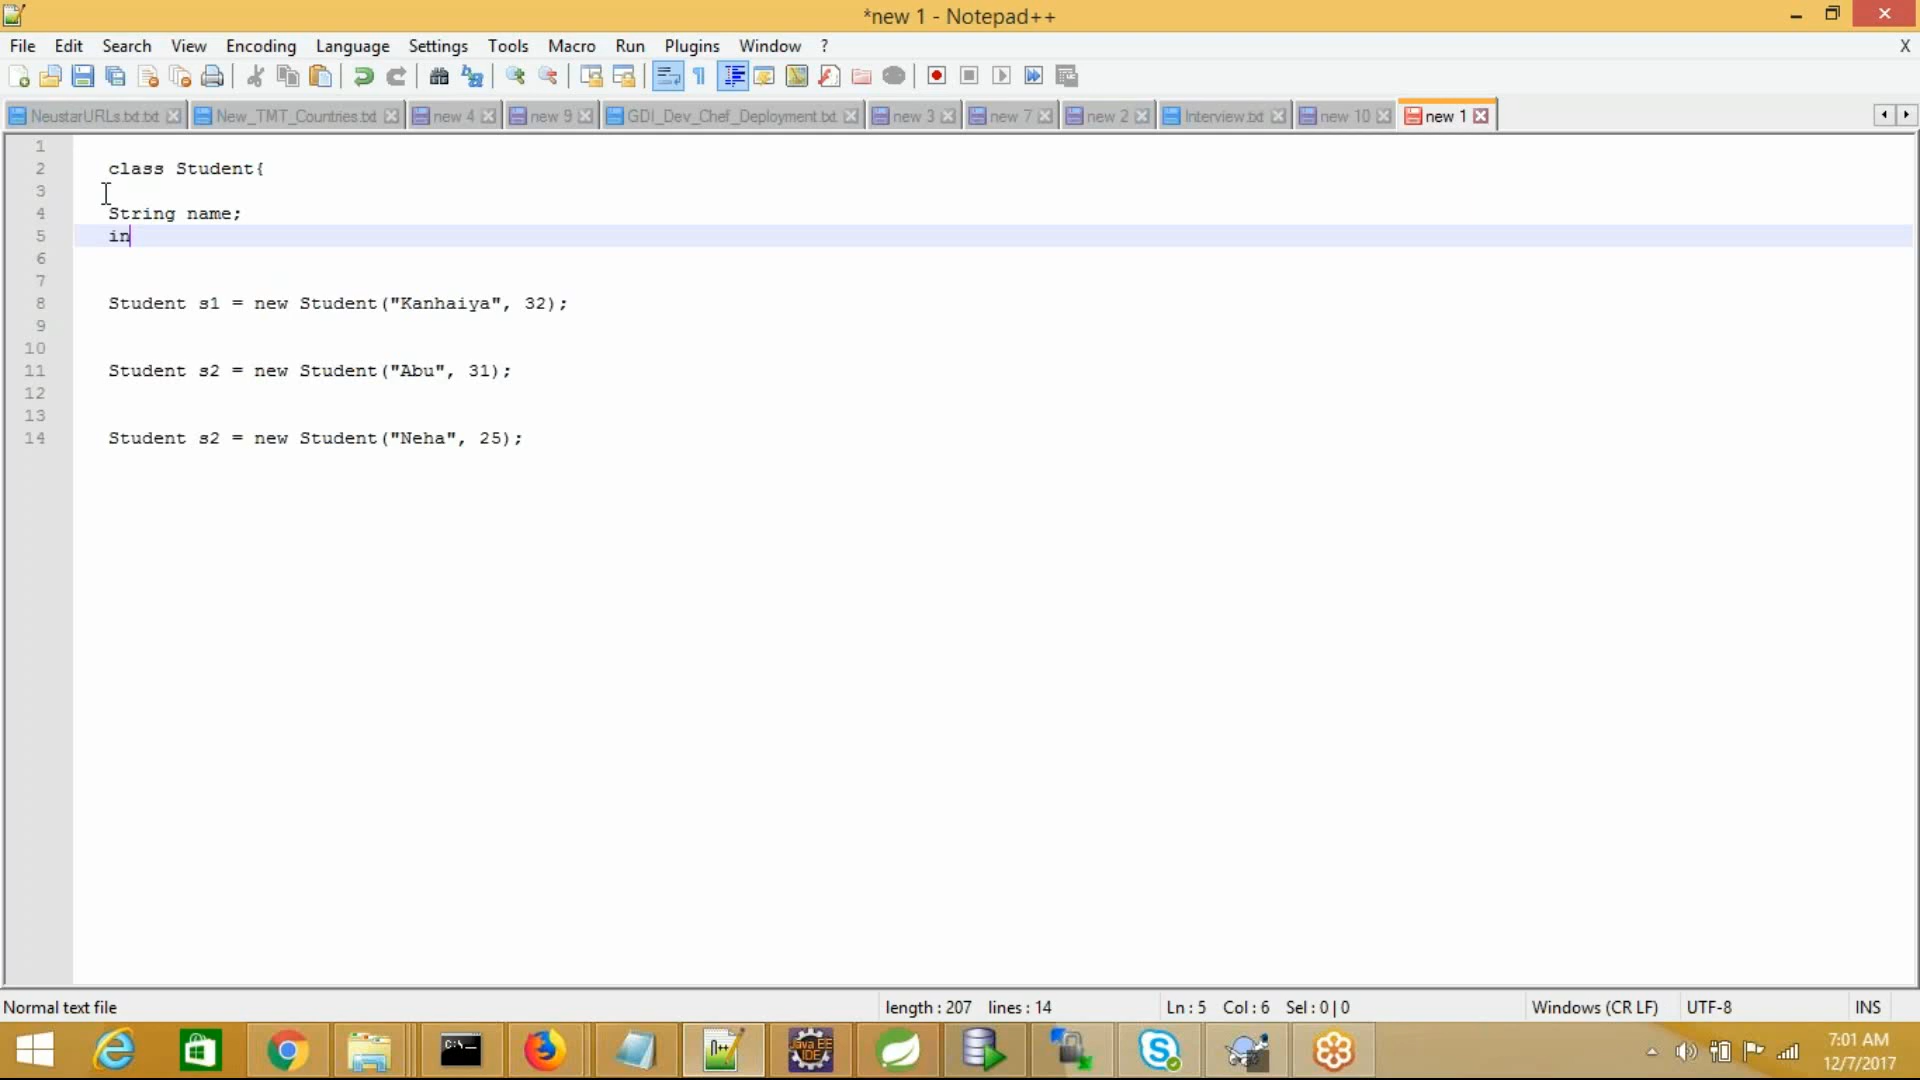 *new 1 - Notepad++
File Edit Search View Encoding Language Settings Tools Macro Run Plugins Window ? X
NeustarURLs.txt.txt New_TMT_Countries.txt new 4 new 9 GDI_Dev_Chef_Deployment.txt new 3 new 7 new 2 Interview.txt new 10 new 1
1
2 class Student{
3
4 String name;
5 in
6
7
8 Student s1 = new Student("Kanhaiya", 32);
9
10
11 Student s2 = new Student("Abu", 31);
12
13
14 Student s2 = new Student("Neha", 25);
Normal text file length : 207 lines : 14 Ln : 5 Col : 6 Sel : 0 | 0 Windows (CR LF) UTF-8 INS
7:01 AM
12/7/2017